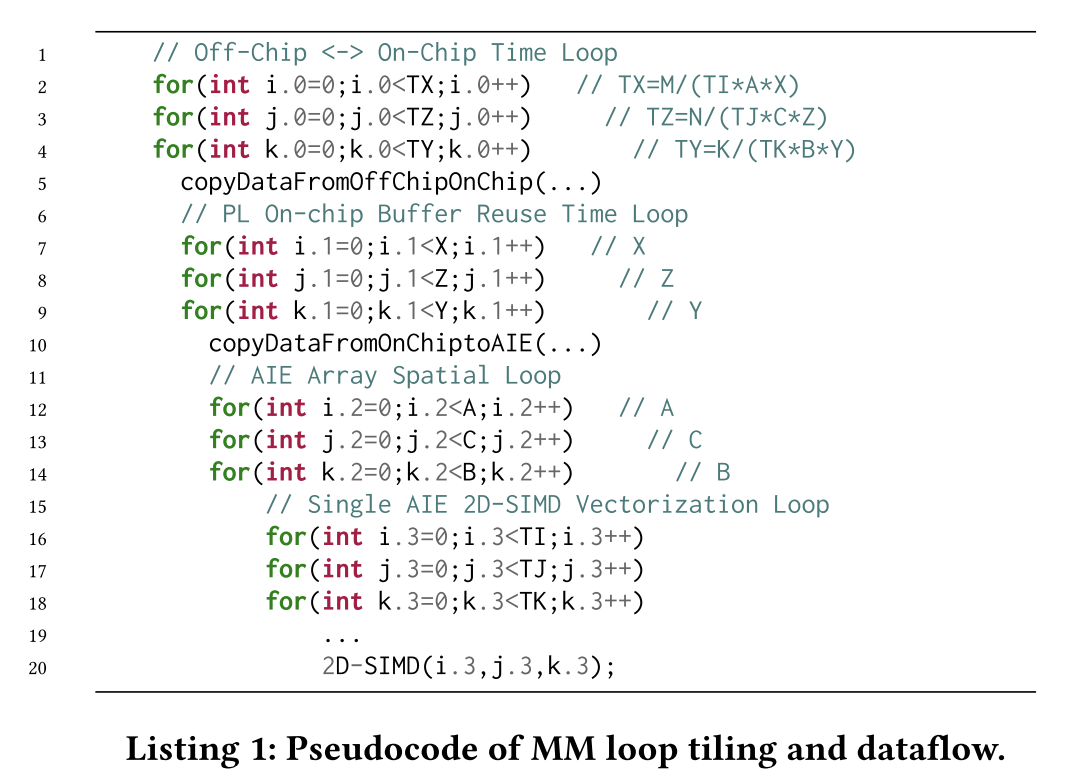 1 // Off-Chip <-> On-Chip Time Loop
2 for(int i.0=0;i.0<TX;i.0++) // TX=M/(TI*A*X)
3 for(int j.0=0;j.0<TZ;j.0++) // TZ=N/(TJ*C*Z)
4 for(int k.0=0;k.0<TY;k.0++) // TY=K/(TK*B*Y)
5 copyDataFromOffChipOnChip(...)
6 // PL On-chip Buffer Reuse Time Loop
7 for(int i.1=0;i.1<X;i.1++) // X
8 for(int j.1=0;j.1<Z;j.1++) // Z
9 for(int k.1=0;k.1<Y;k.1++) // Y
10 copyDataFromOnChiptoAIE(...)
11 // AIE Array Spatial Loop
12 for(int i.2=0;i.2<A;i.2++) // A
13 for(int j.2=0;j.2<C;j.2++) // C
14 for(int k.2=0;k.2<B;k.2++) // B
15 // Single AIE 2D-SIMD Vectorization Loop
16 for(int i.3=0;i.3<TI;i.3++)
17 for(int j.3=0;j.3<TJ;j.3++)
18 for(int k.3=0;k.3<TK;k.3++)
19 ...
20 2D-SIMD(i.3,j.3,k.3);
Listing 1: Pseudocode of MM loop tiling and dataflow.